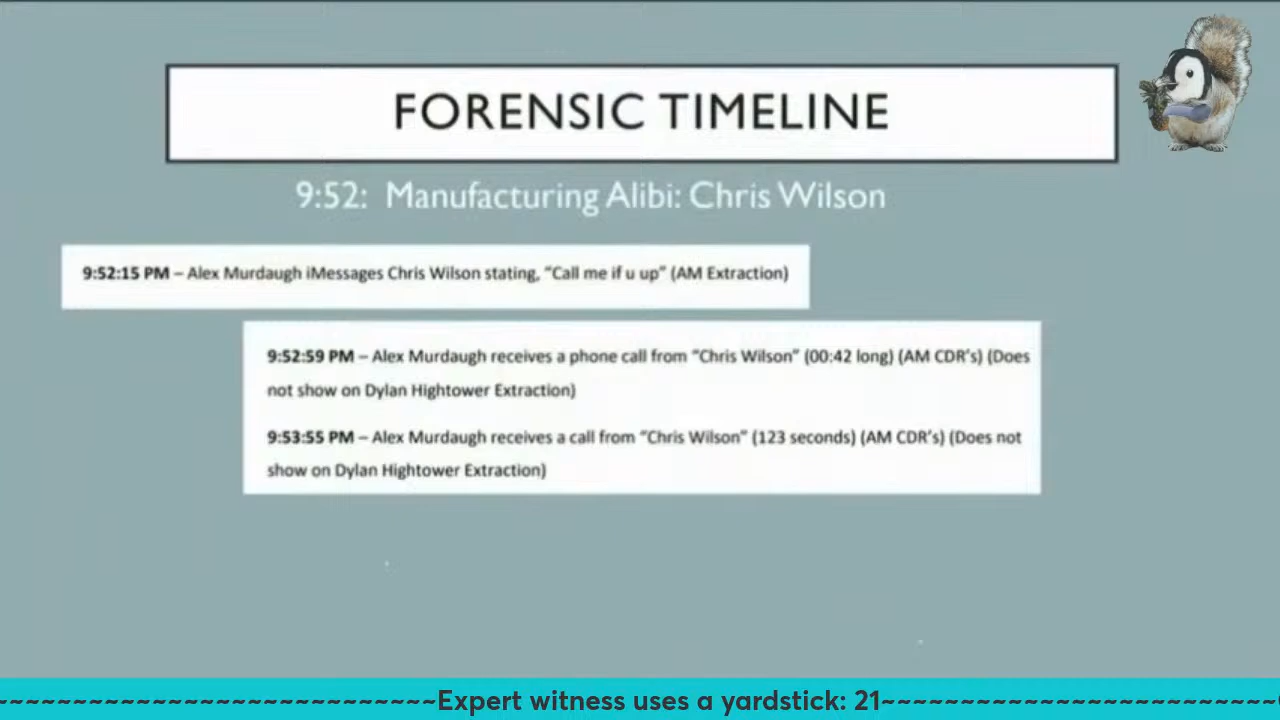 FORENSIC TIMELINE
9:52: Manufacturing Alibi: Chris Wilson
9:52:15 PM – Alex Murdaugh iMessages Chris Wilson stating, "Call me if u up" (AM Extraction)
9:52:59 PM – Alex Murdaugh receives a phone call from "Chris Wilson" (00:42 long) (AM CDR's) (Does
not show on Dylan Hightower Extraction)
9:53:55 PM – Alex Murdaugh receives a call from "Chris Wilson" (123 seconds) (AM CDR's) (Does not
show on Dylan Hightower Extraction)
~~~~~~~~~~~~~~~~~~~~~~~~~~~~~Expert witness uses a yardstick: 21~~~~~~~~~~~~~~~~~~~~~~~~~~